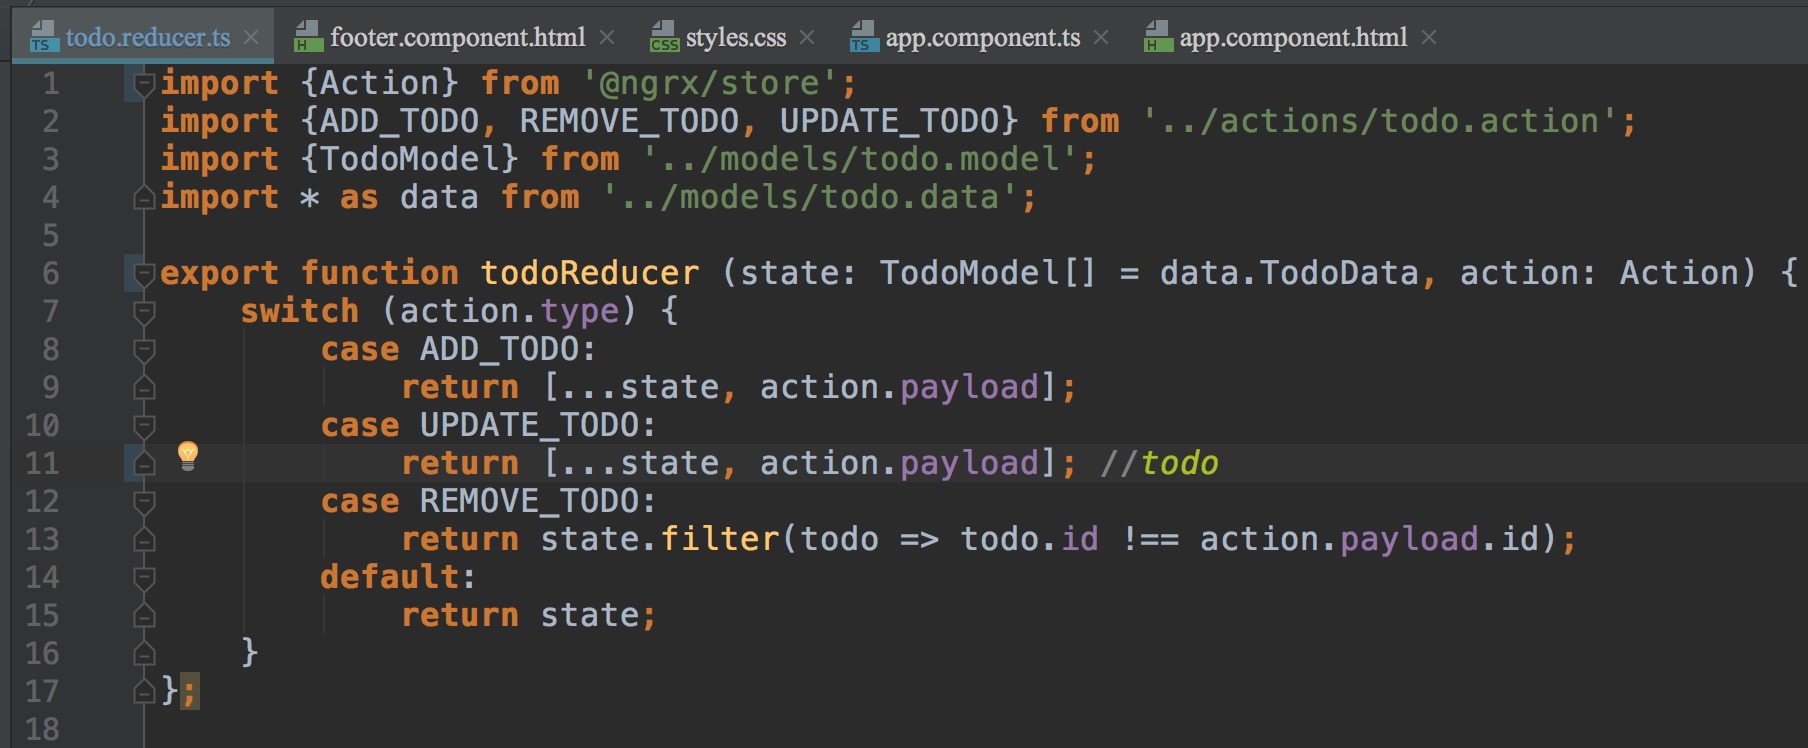 todo.reducer.ts × footer.component.html × styles.css × app.component.ts × app.component.html ×
TS H CSS TS H
1 import {Action} from '@ngrx/store';
2 import {ADD_TODO, REMOVE_TODO, UPDATE_TODO} from '../actions/todo.action';
3 import {TodoModel} from '../models/todo.model';
4 import * as data from '../models/todo.data';
5
6 export function todoReducer (state: TodoModel[] = data.TodoData, action: Action) {
7     switch (action.type) {
8         case ADD_TODO:
9             return [...state, action.payload];
10         case UPDATE_TODO:
11             return [...state, action.payload]; //todo
12         case REMOVE_TODO:
13             return state.filter(todo => todo.id !== action.payload.id);
14         default:
15             return state;
16     }
17 };
18